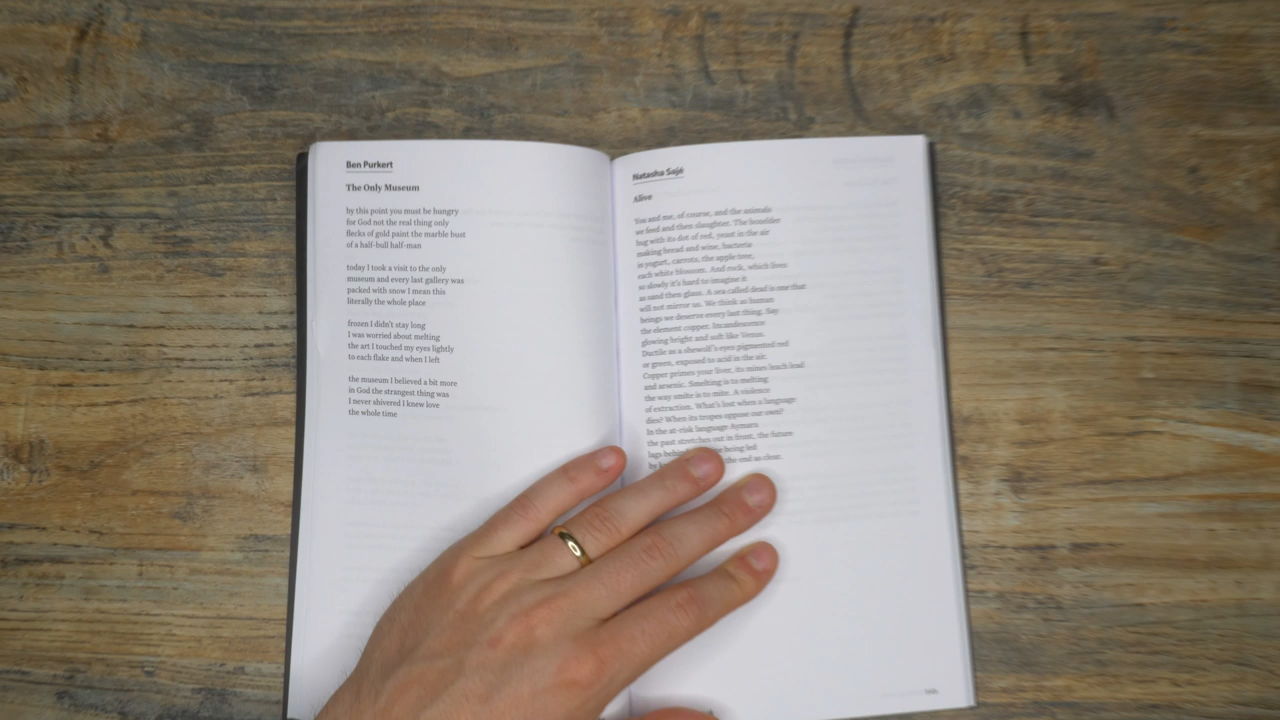 Ben Purkert
The Only Museum
by this point you must be hungry
for God not the real thing only
flecks of gold paint the marble bust
of a half-bull half-man
today I took a visit to the only
museum and every last gallery was
packed with snow I mean this
literally the whole place
frozen I didn't stay long
I was worried about melting
the art I touched my eyes lightly
to each flake and when I left
the museum I believed a bit more
in God the strangest thing was
I never shivered I knew love
the whole time
Natasha Sajé
Alive
You and me, of course, and the animals
we feed and then slaughter. The boxelder
bug with its dot of red, yeast in the air
making bread and wine, bacteria
in yogurt, carrots, the apple tree,
each white blossom. And rock, which lives
so slowly it's hard to imagine it
as sand then glass. A sea called dead is one that
will not mirror us. We think as human
beings we deserve every last thing. Say
the element copper. Incandescence
glowing bright and soft like Venus.
Ductile as a shewolf's eyes pigmented red
or green, exposed to acid in the air.
Copper primes your liver, its mines leach lead
and arsenic. Smelting is to melting
the way smite is to mite. A violence
of extraction. What's lost when a language
dies? When its tropes oppose our own?
In the at-risk language Aymara
the past stretches out in front, the future
lags behind being led
by the end as clear.